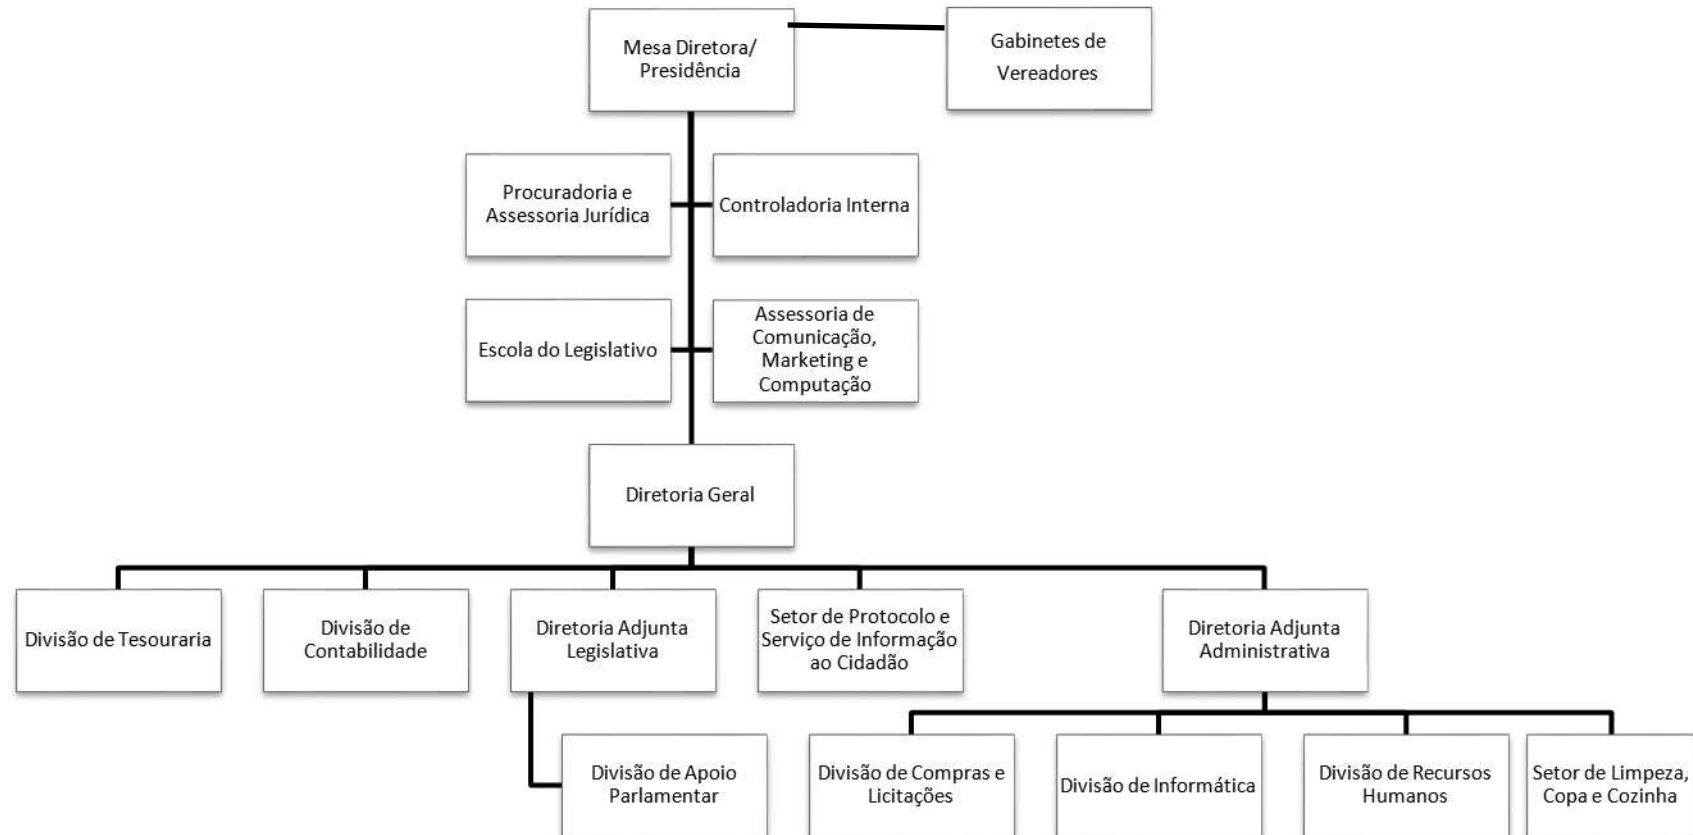 Mesa Diretora/
Presidência
Gabinetes de
Vereadores
Procuradoria e
Assessoria Jurídica
Controladoria Interna
Escola do Legislativo
Assessoria de
Comunicação,
Marketing e
Computação
Diretoria Geral
Divisão de Tesouraria
Divisão de
Contabilidade
Diretoria Adjunta
Legislativa
Setor de Protocolo e
Serviço de Informação
ao Cidadão
Diretoria Adjunta
Administrativa
Divisão de Apoio
Parlamentar
Divisão de Compras e
Licitações
Divisão de Informática
Divisão de Recursos
Humanos
Setor de Limpeza,
Copa e Cozinha